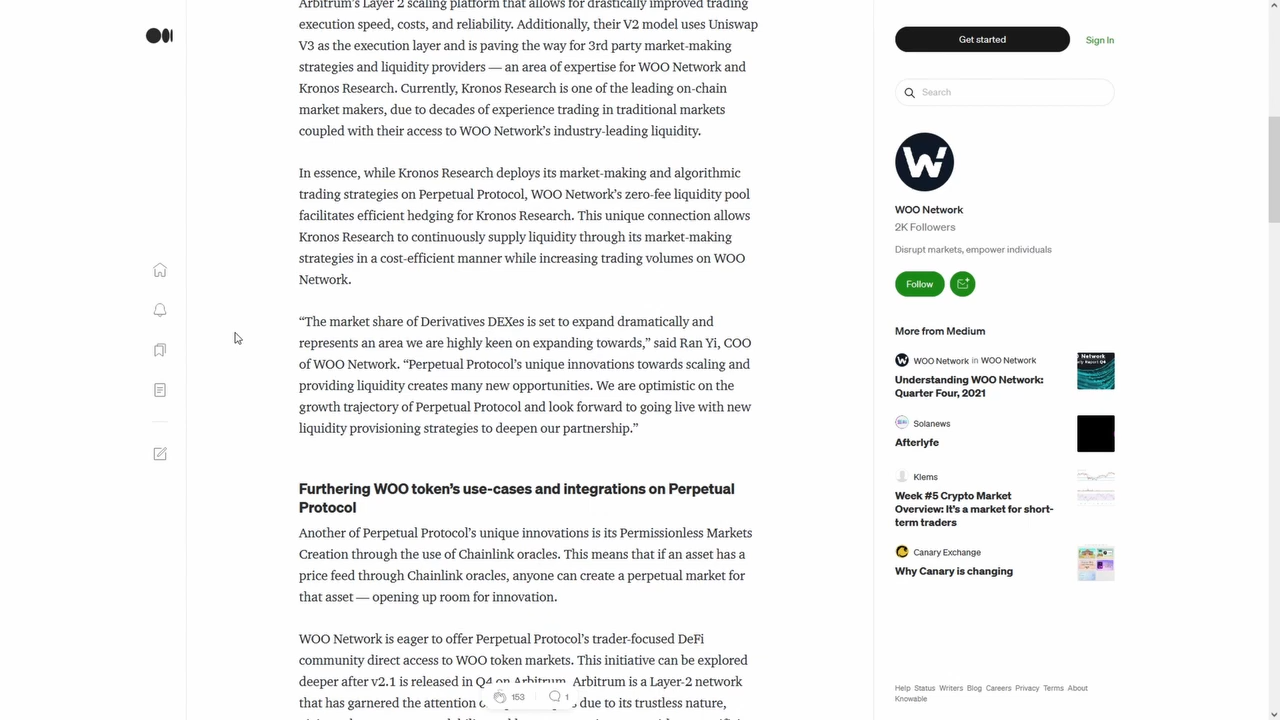 Arbitrum's Layer 2 scaling platform that allows for drastically improved trading
execution speed, costs, and reliability. Additionally, their V2 model uses Uniswap
V3 as the execution layer and is paving the way for 3rd party market-making
strategies and liquidity providers — an area of expertise for WOO Network and
Kronos Research. Currently, Kronos Research is one of the leading on-chain
market makers, due to decades of experience trading in traditional markets
coupled with their access to WOO Network's industry-leading liquidity.
In essence, while Kronos Research deploys its market-making and algorithmic
trading strategies on Perpetual Protocol, WOO Network's zero-fee liquidity pool
facilitates efficient hedging for Kronos Research. This unique connection allows
Kronos Research to continuously supply liquidity through its market-making
strategies in a cost-efficient manner while increasing trading volumes on WOO
Network.
“The market share of Derivatives DEXes is set to expand dramatically and
represents an area we are highly keen on expanding towards,” said Ran Yi, COO
of WOO Network. “Perpetual Protocol's unique innovations towards scaling and
providing liquidity creates many new opportunities. We are optimistic on the
growth trajectory of Perpetual Protocol and look forward to going live with new
liquidity provisioning strategies to deepen our partnership.”
Furthering WOO token's use-cases and integrations on Perpetual
Protocol
Another of Perpetual Protocol's unique innovations is its Permissionless Markets
Creation through the use of Chainlink oracles. This means that if an asset has a
price feed through Chainlink oracles, anyone can create a perpetual market for
that asset — opening up room for innovation.
WOO Network is eager to offer Perpetual Protocol's trader-focused DeFi
community direct access to WOO token markets. This initiative can be explored
deeper after v2.1 is released in Q4 on Arbitrum. Arbitrum is a Layer-2 network
that has garnered the attention due to its trustless nature,
153
1
Get started
Sign In
Search
WOO Network
2K Followers
Disrupt markets, empower individuals
Follow
More from Medium
WOO Network in WOO Network
Understanding WOO Network:
Quarter Four, 2021
Solanews
Afterlyfe
Klems
Week #5 Crypto Market
Overview: It's a market for short-
term traders
Canary Exchange
Why Canary is changing
Help Status Writers Blog Careers Privacy Terms About
Knowable